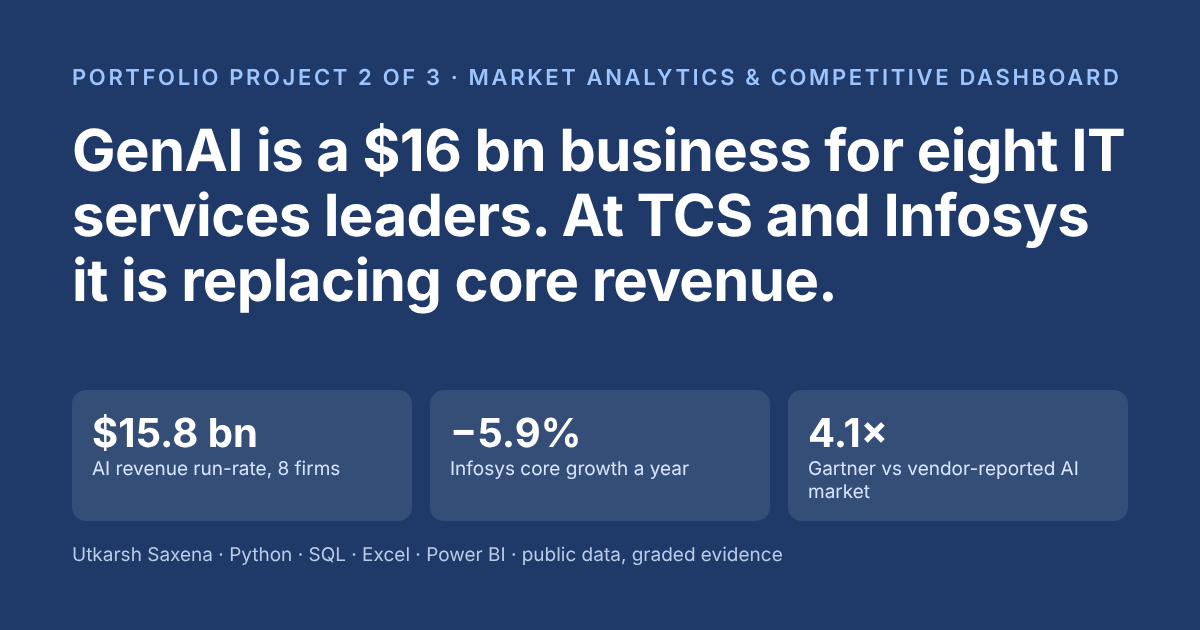 PORTFOLIO PROJECT 2 OF 3 · MARKET ANALYTICS & COMPETITIVE DASHBOARD
GenAI is a $16 bn business for eight IT
services leaders. At TCS and Infosys
it is replacing core revenue.
$15.8 bn
AI revenue run-rate, 8 firms
−5.9%
Infosys core growth a year
4.1×
Gartner vs vendor-reported AI
market
Utkarsh Saxena · Python · SQL · Excel · Power BI · public data, graded evidence